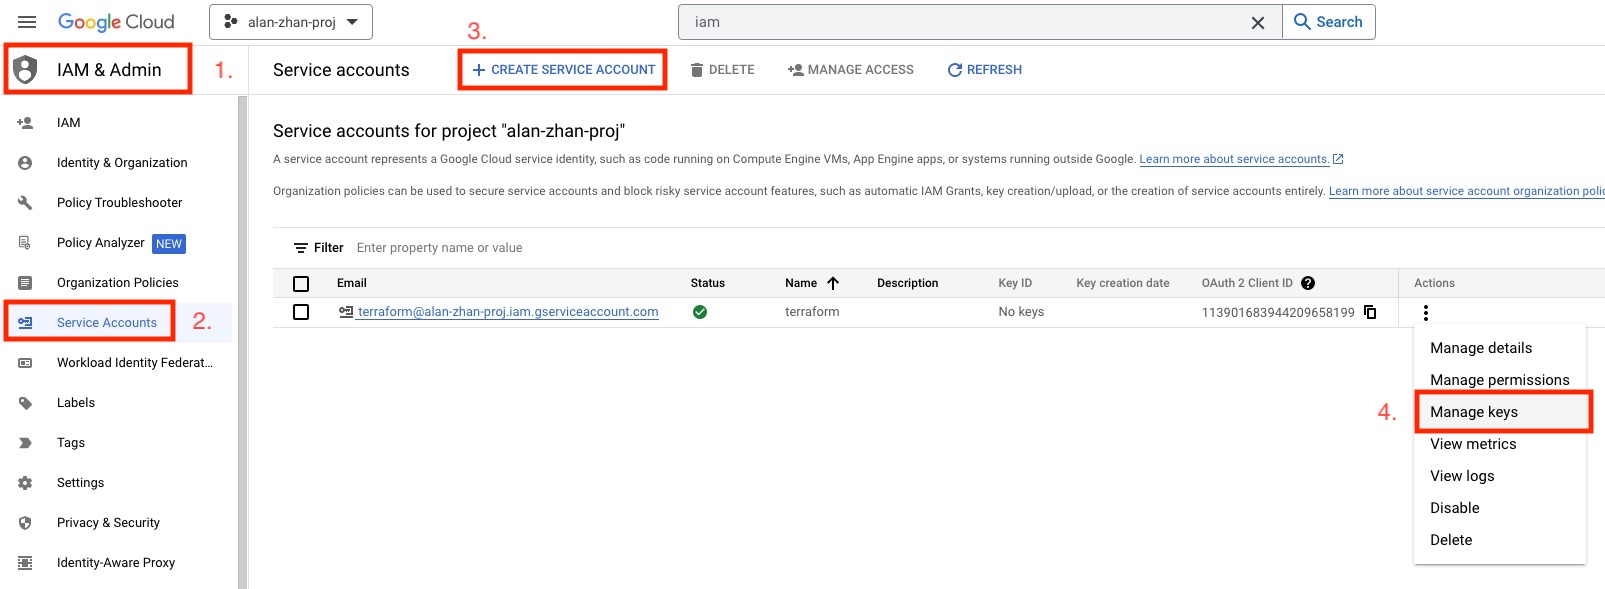 Google Cloud
alan-zhan-proj
iam
Search
3.
IAM & Admin
1.
Service accounts
CREATE SERVICE ACCOUNT
DELETE
MANAGE ACCESS
REFRESH
IAM
Identity & Organization
Policy Troubleshooter
Policy Analyzer NEW
Organization Policies
Service Accounts
2.
Workload Identity Federat...
Labels
Tags
Settings
Privacy & Security
Identity-Aware Proxy
Service accounts for project "alan-zhan-proj"
A service account represents a Google Cloud service identity, such as code running on Compute Engine VMs, App Engine apps, or systems running outside Google. Learn more about service accounts.
Organization policies can be used to secure service accounts and block risky service account features, such as automatic IAM Grants, key creation/upload, or the creation of service accounts entirely. Learn more about service account organization polic
Filter Enter property name or value
Email Status Name Description Key ID Key creation date OAuth 2 Client ID Actions
terraform@alan-zhan-proj.iam.gserviceaccount.com terraform No keys 113901683944209658199
Manage details
Manage permissions
4.
Manage keys
View metrics
View logs
Disable
Delete